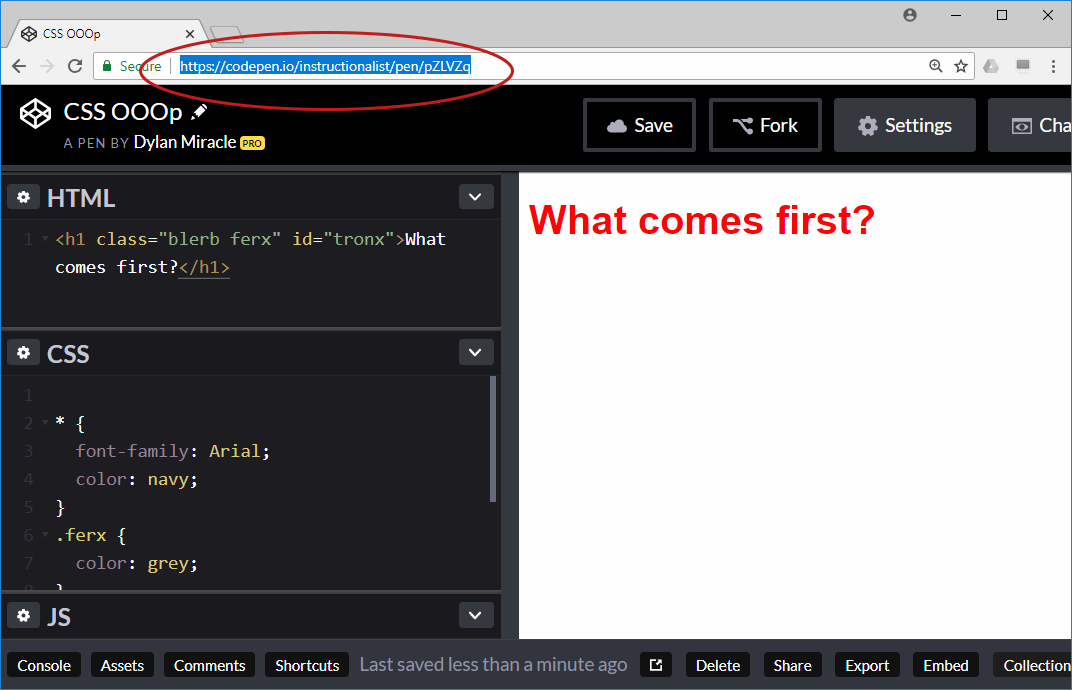 CSS OOOp
Secure https://codepen.io/instructionalist/pen/pZLVZq
CSS OOOp
A PEN BY Dylan Miracle PRO
Save Fork Settings Cha
HTML
1 <h1 class="blerb ferx" id="tronx">What
comes first?</h1>
What comes first?
CSS
1
2 * {
3 font-family: Arial;
4 color: navy;
5 }
6 .ferx {
7 color: grey;
8 }
JS
Console Assets Comments Shortcuts Last saved less than a minute ago Delete Share Export Embed Collection